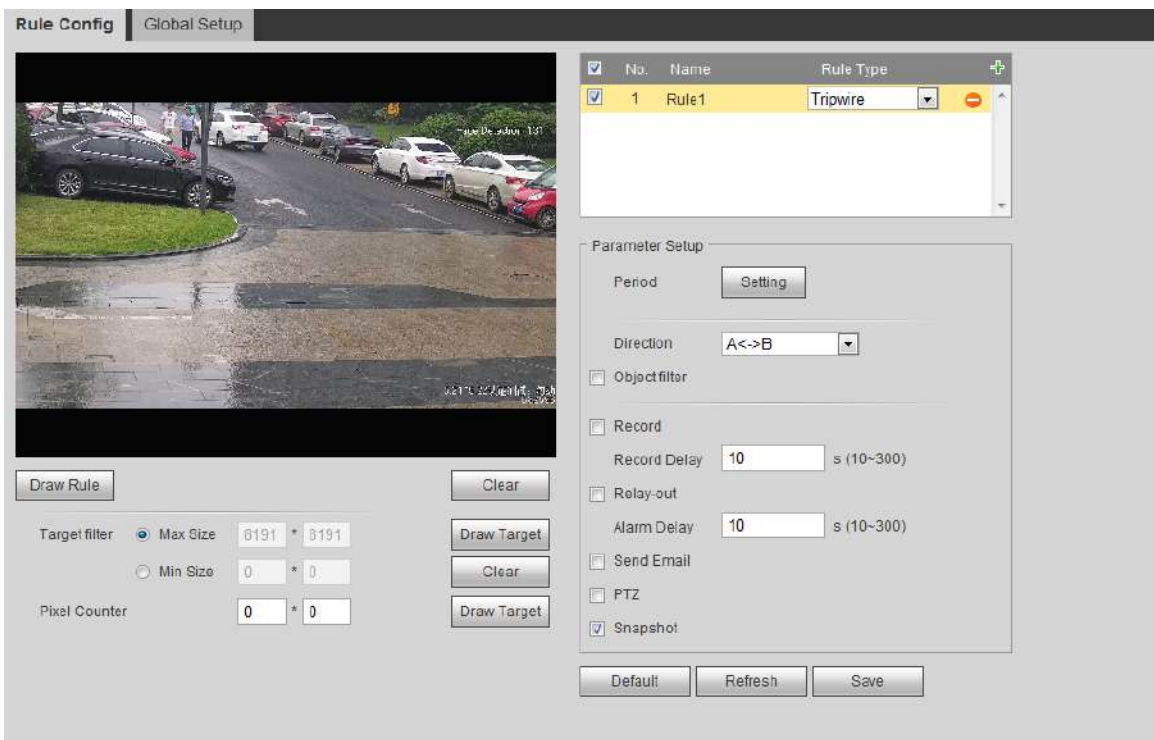 Rule Config Global Setup
No. Name Rule Type
1 Rule1 Tripwire
Parameter Setup
Period Setting
Direction A<->B
Object filter
Record
Record Delay 10 s (10~300)
Relay-out
Alarm Delay 10 s (10~300)
Send Email
PTZ
Snapshot
Default Refresh Save
Draw Rule Clear
Target filter Max Size 8191 * 8191 Draw Target
Min Size 0 * 0 Clear
Pixel Counter 0 * 0 Draw Target